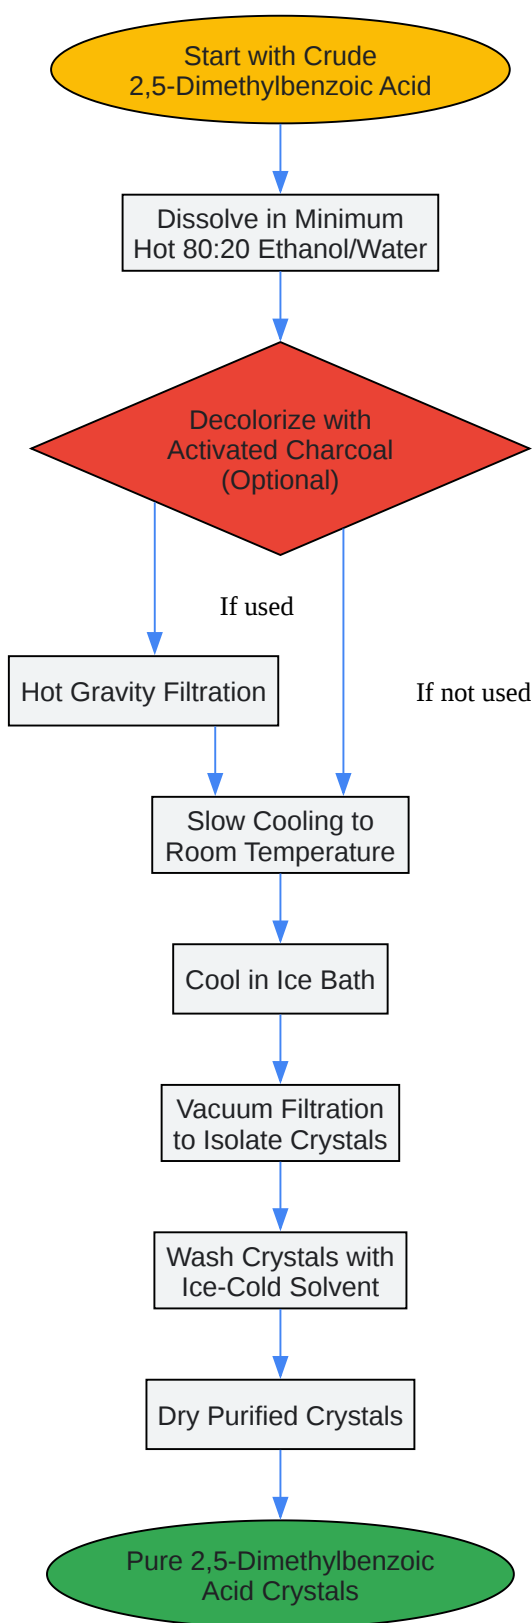 Start with Crude
2,5-Dimethylbenzoic Acid
Dissolve in Minimum
Hot 80:20 Ethanol/Water
Decolorize with
Activated Charcoal
(Optional)
If used
Hot Gravity Filtration
If not used
Slow Cooling to
Room Temperature
Cool in Ice Bath
Vacuum Filtration
to Isolate Crystals
Wash Crystals with
Ice-Cold Solvent
Dry Purified Crystals
Pure 2,5-Dimethylbenzoic
Acid Crystals